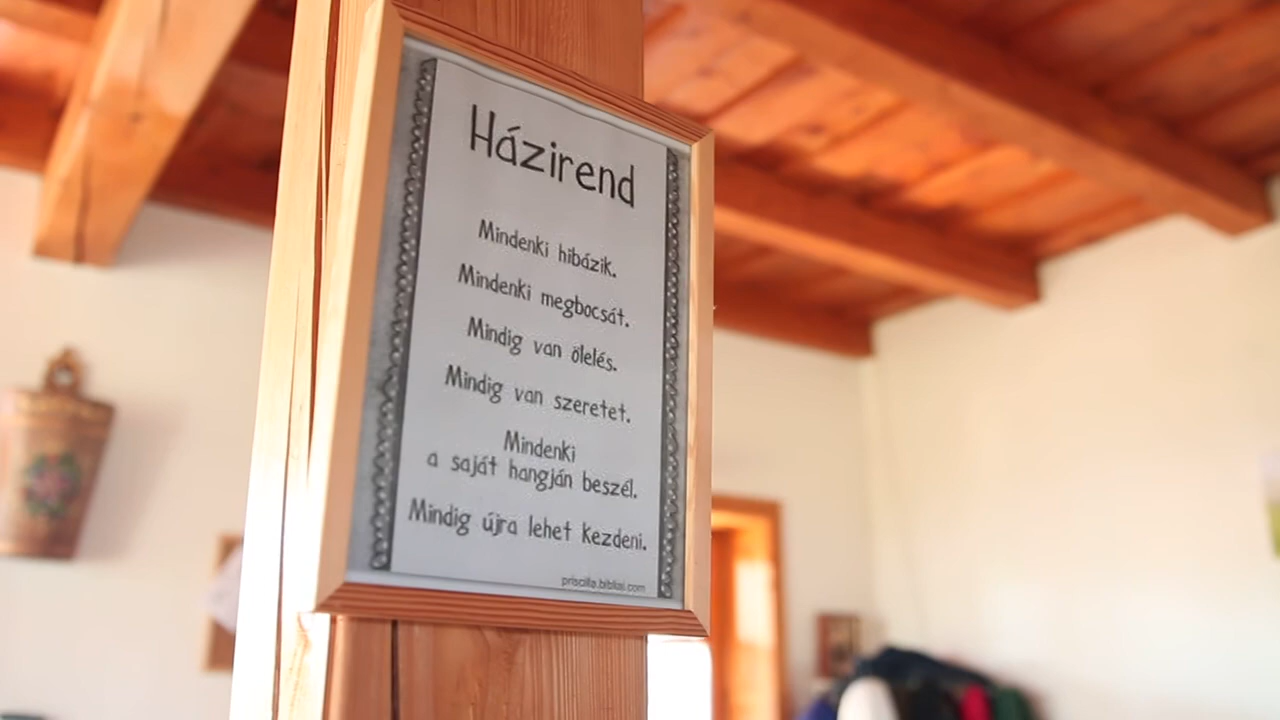 Házirend
Mindenki hibázik.
Mindenki megbocsát.
Mindig van ölelés.
Mindig van szeretet.
Mindenki
a saját hangján beszél.
Mindig újra lehet kezdeni.
priscilla.bibliai.com